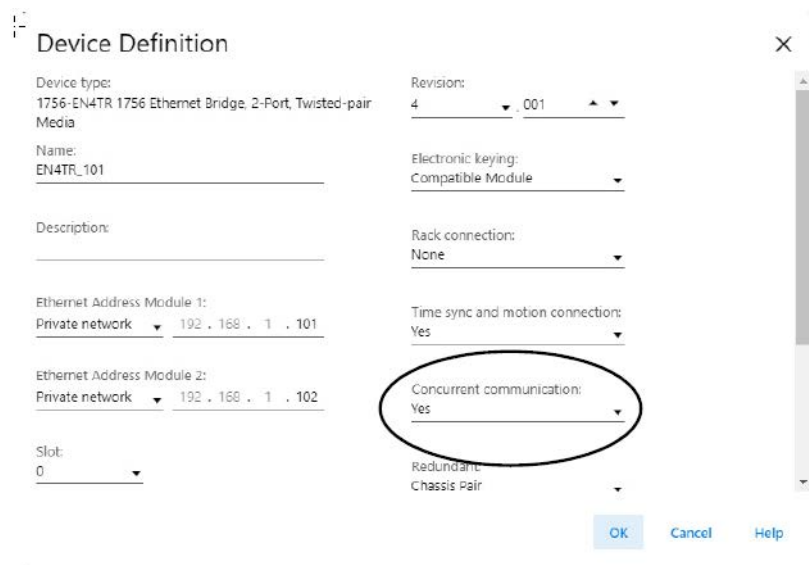 Device Definition
Device type:
1756-EN4TR 1756 Ethernet Bridge, 2-Port, Twisted-pair
Media
Name:
EN4TR_101
Description:
Ethernet Address Module 1:
Private network 192 . 168 . 1 . 101
Ethernet Address Module 2:
Private network 192 . 168 . 1 . 102
Slot:
0
Revision:
4 . 001
Electronic keying:
Compatible Module
Rack connection:
None
Time sync and motion connection:
Yes
Concurrent communication:
Yes
Redundant:
Chassis Pair
OK Cancel Help